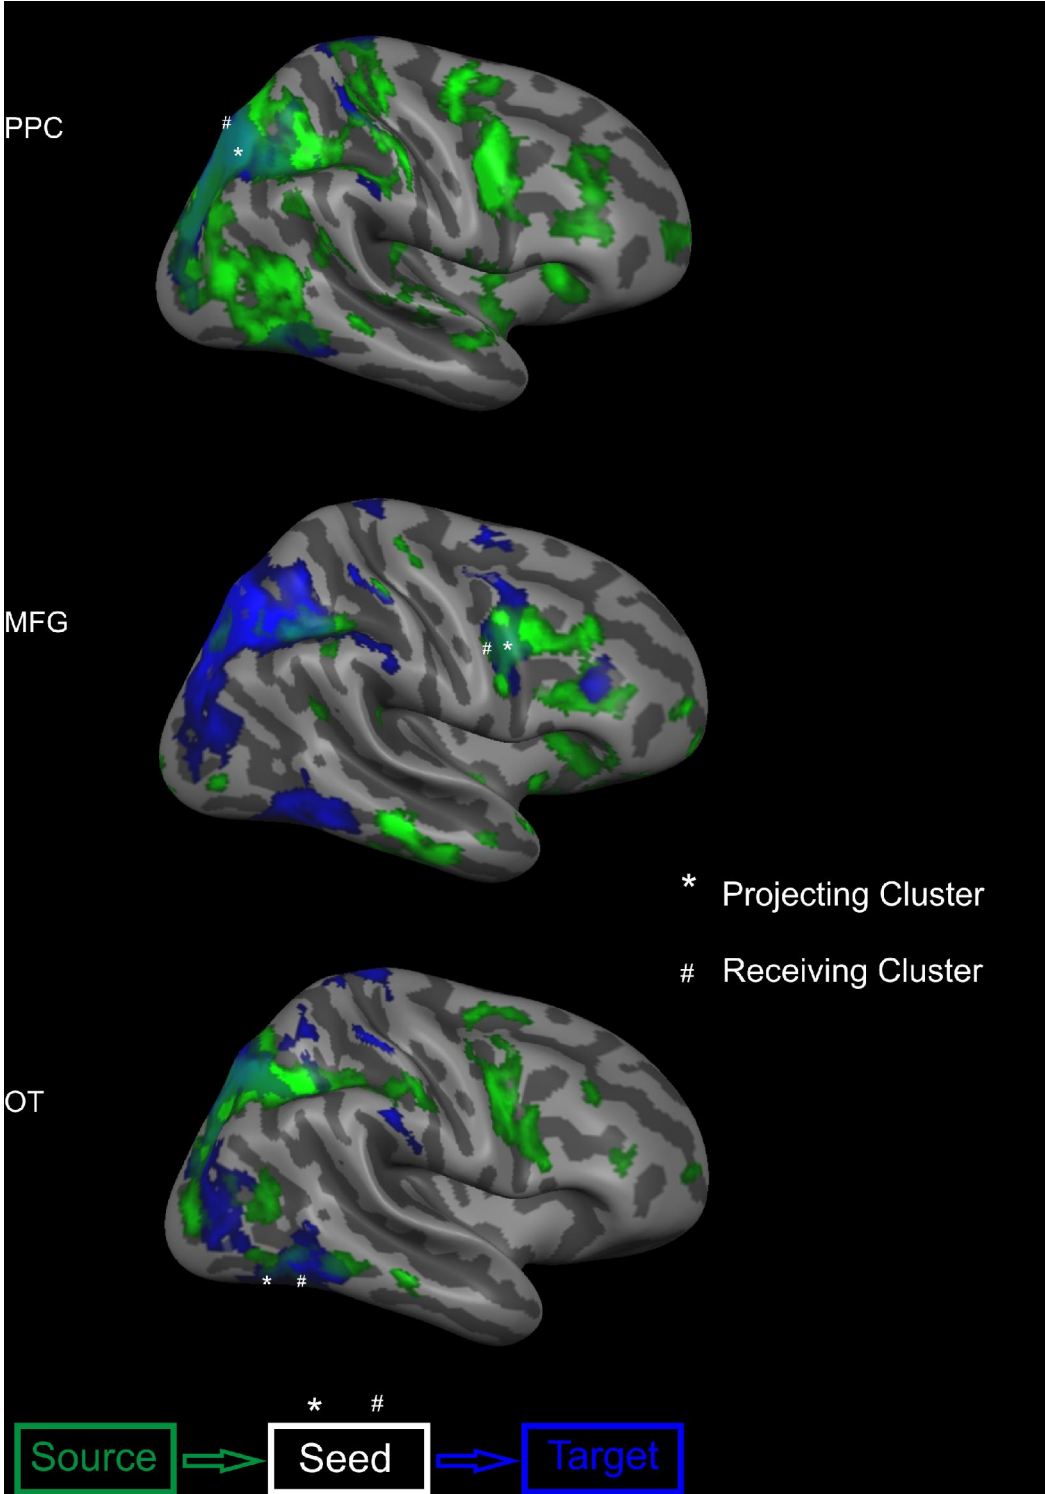 #
PPC
*
MFG
# *
* Projecting Cluster
# Receiving Cluster
OT
* #
* #
Source Seed Target